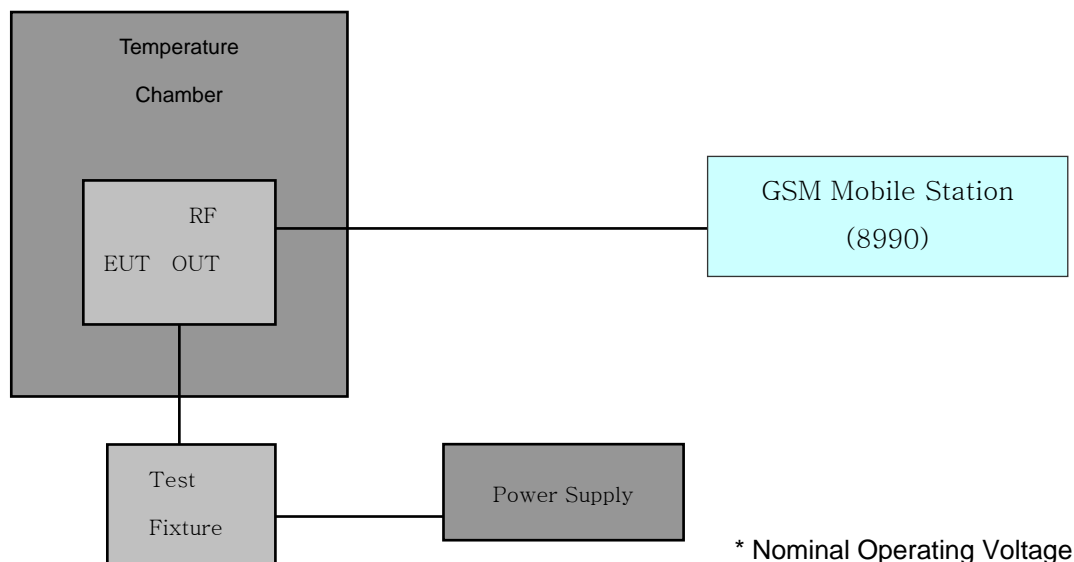 Temperature
Chamber
RF
EUT OUT
GSM Mobile Station
(8990)
Test
Fixture
Power Supply
* Nominal Operating Voltage